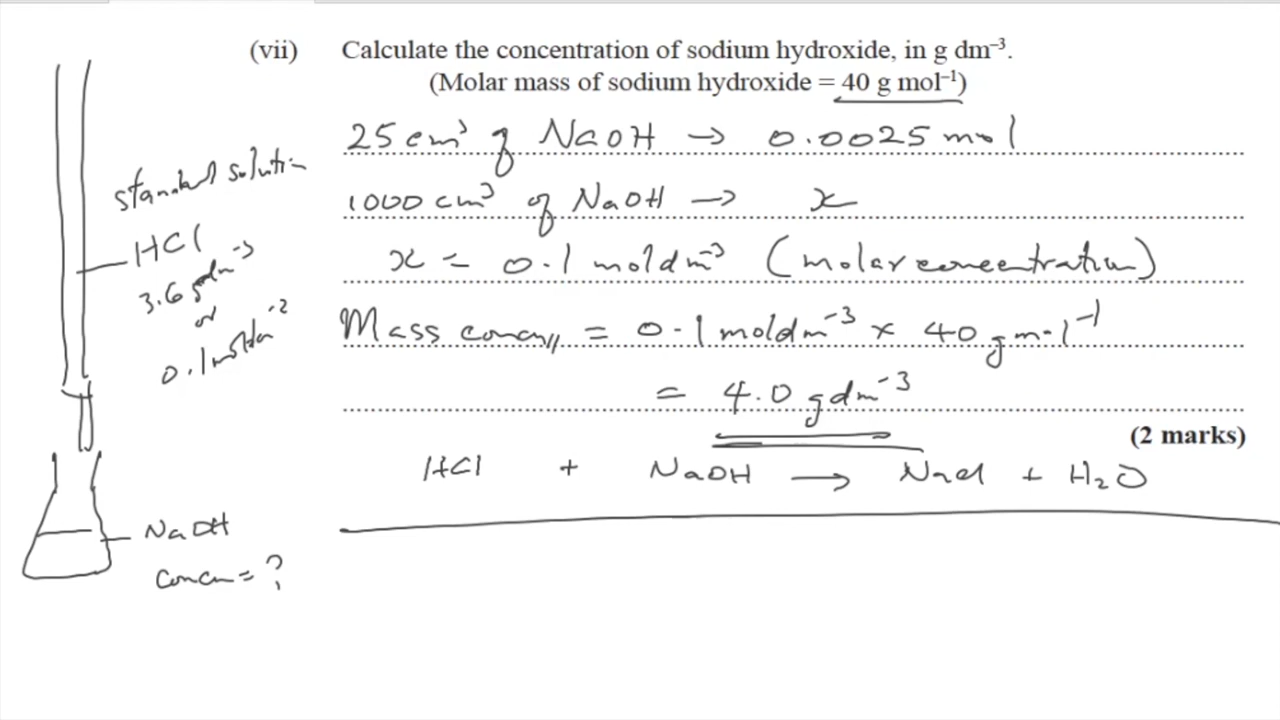 (vii) Calculate the concentration of sodium hydroxide, in g dm⁻³.
(Molar mass of sodium hydroxide = 40 g mol⁻¹)
25 cm³ of NaOH → 0.0025 mol
1000 cm³ of NaOH → x
x = 0.1 moldm⁻³ (molar concentration)
Mass concn = 0.1 moldm⁻³ × 40 g mol⁻¹
= 4.0 gdm⁻³
(2 marks)
HCl + NaOH → NaCl + H₂O
standard solution
HCl
3.65 gdm⁻³
or
0.1 moldm⁻³
NaOH
concn = ?